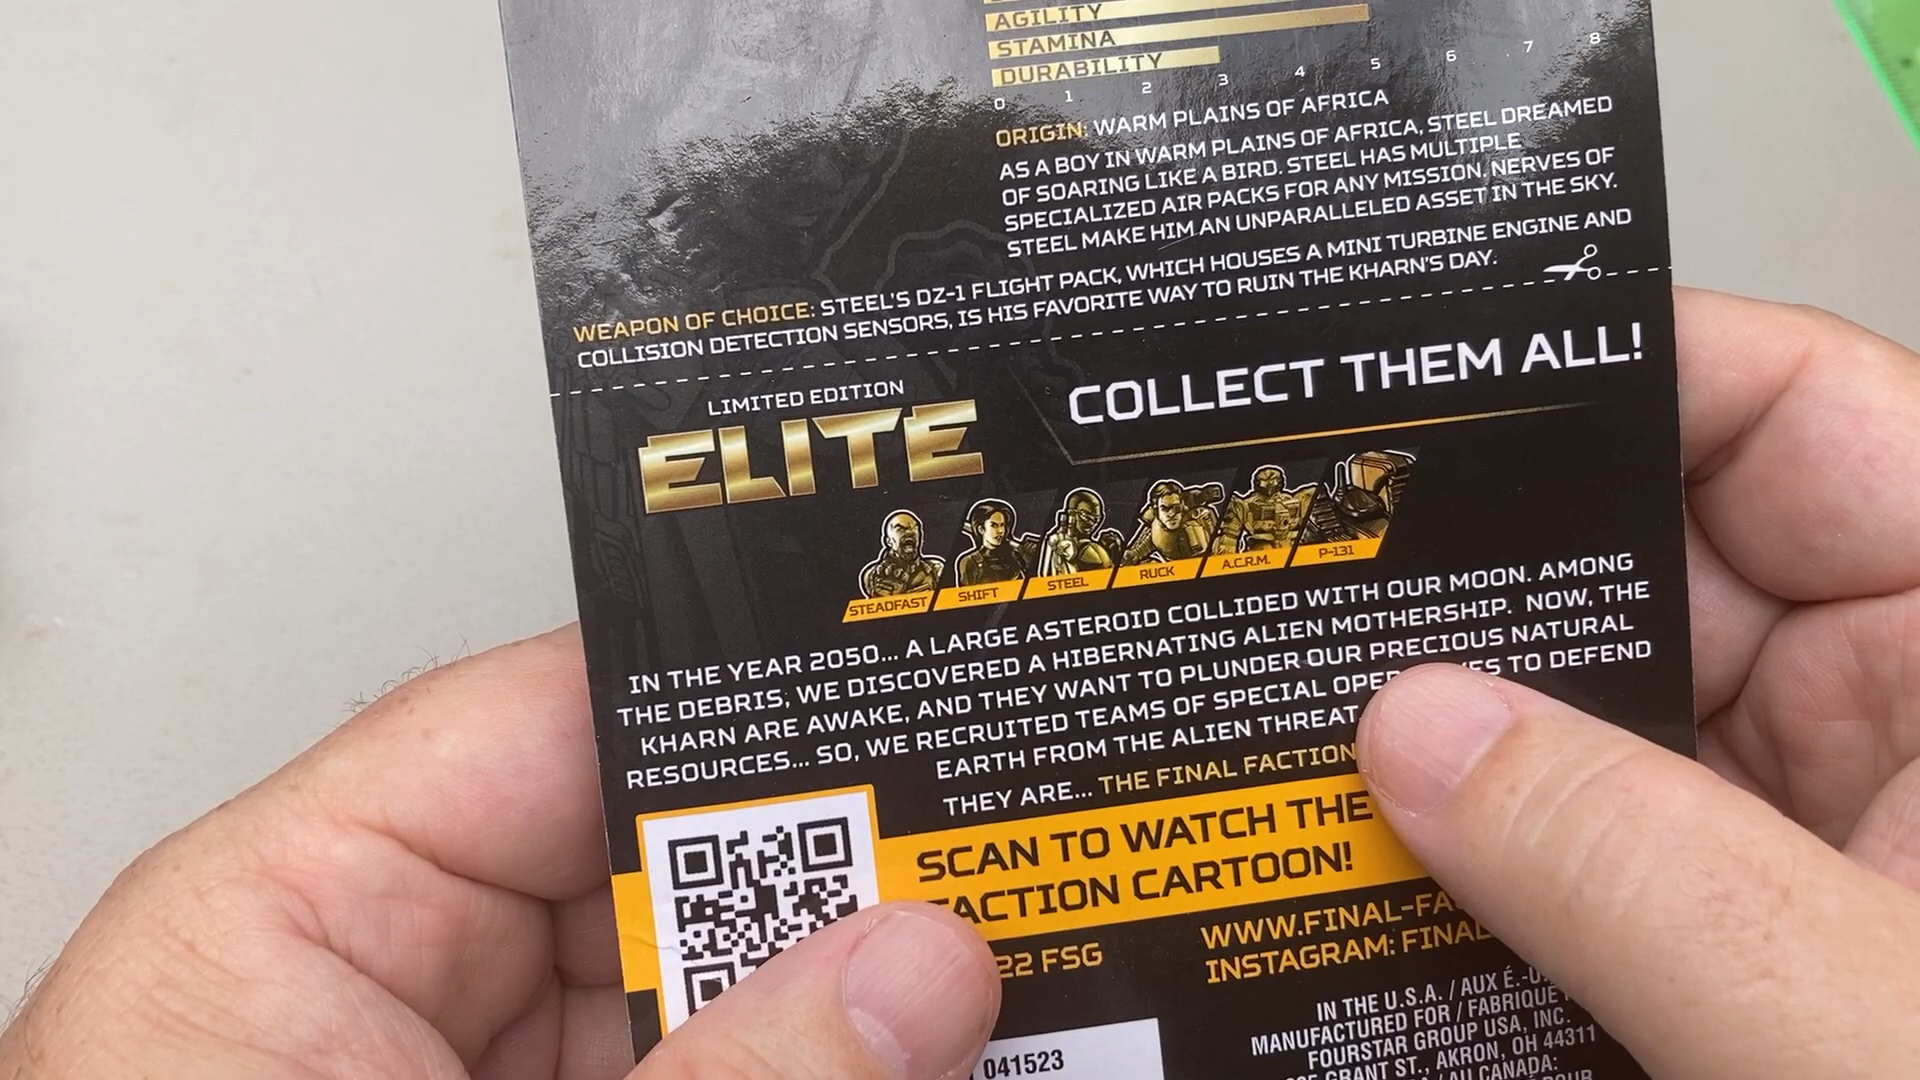 AGILITY
STAMINA
DURABILITY
0 1 2 3 4 5 6 7 8
ORIGIN: WARM PLAINS OF AFRICA
AS A BOY IN WARM PLAINS OF AFRICA, STEEL DREAMED
OF SOARING LIKE A BIRD. STEEL HAS MULTIPLE
SPECIALIZED AIR PACKS FOR ANY MISSION. NERVES OF
STEEL MAKE HIM AN UNPARALLELED ASSET IN THE SKY.
WEAPON OF CHOICE: STEEL'S DZ-1 FLIGHT PACK, WHICH HOUSES A MINI TURBINE ENGINE AND
COLLISION DETECTION SENSORS, IS HIS FAVORITE WAY TO RUIN THE KHARN'S DAY.
LIMITED EDITION
ELITE
COLLECT THEM ALL!
STEADFAST SHIFT STEEL RUCK A.C.R.M. P-131
IN THE YEAR 2050... A LARGE ASTEROID COLLIDED WITH OUR MOON. AMONG
THE DEBRIS, WE DISCOVERED A HIBERNATING ALIEN MOTHERSHIP. NOW, THE
KHARN ARE AWAKE, AND THEY WANT TO PLUNDER OUR PRECIOUS NATURAL
RESOURCES... SO, WE RECRUITED TEAMS OF SPECIAL TO DEFEND
EARTH FROM THE ALIEN THREAT
THEY ARE... THE FINAL FACTION
SCAN TO WATCH THE
FACTION CARTOON!
22 FSG
WWW.FINAL-FA
INSTAGRAM: FINAL
IN THE U.S.A. / AUX É.-U.
MANUFACTURED FOR / FABRIQUÉ
FOURSTAR GROUP USA, INC.
GRANT ST., AKRON, OH 44311
/ AU CANADA:
POUR
041523